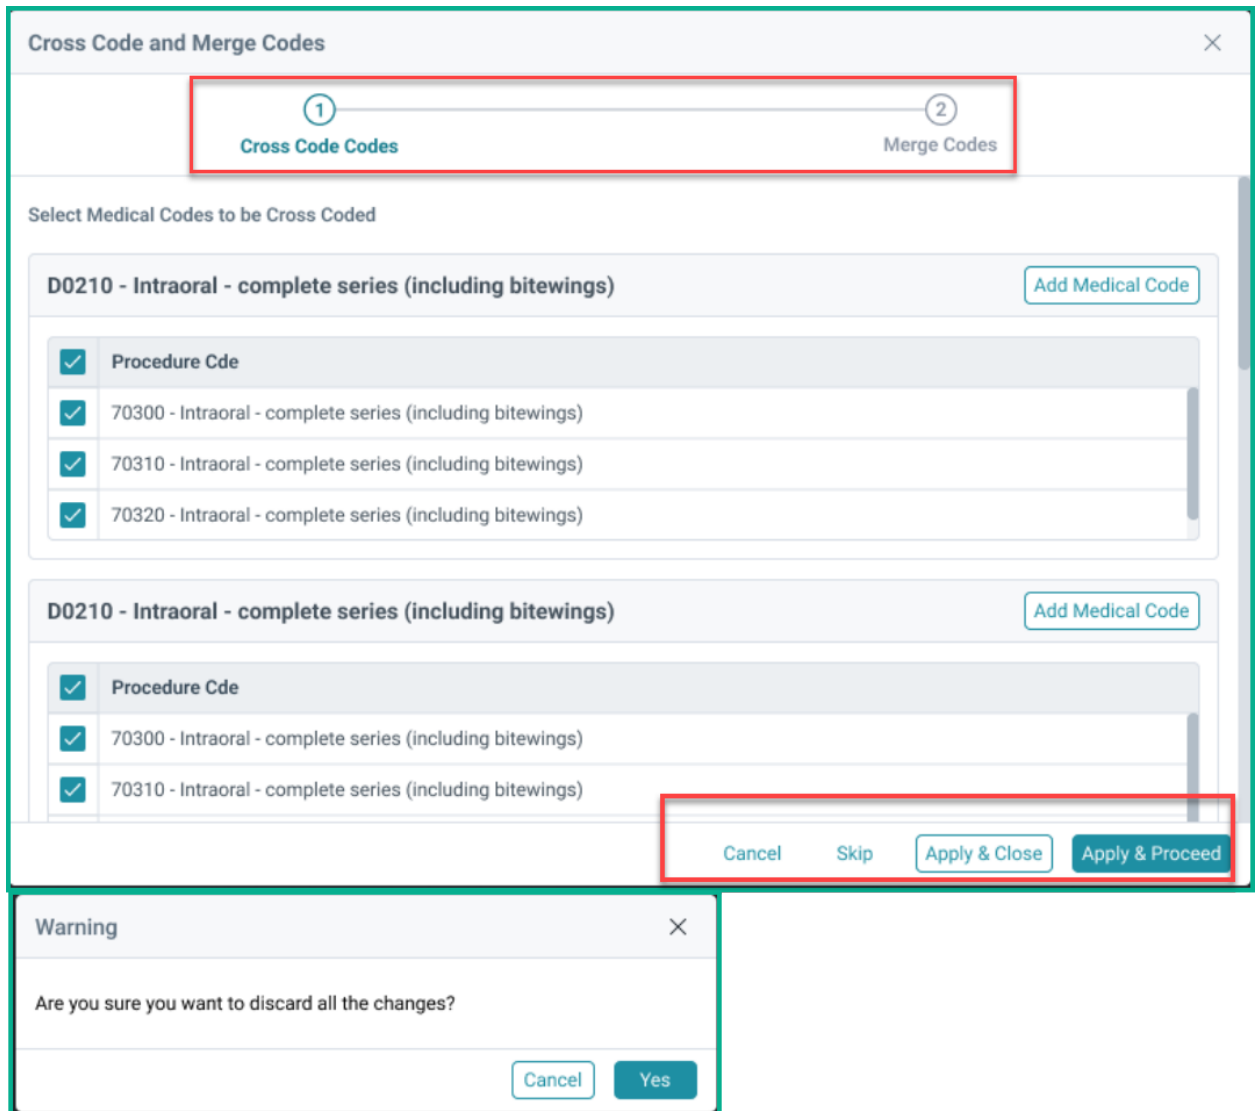 Cross Code and Merge Codes
1
2
Cross Code Codes
Merge Codes
Select Medical Codes to be Cross Coded
D0210 - Intraoral - complete series (including bitewings)
Add Medical Code
Procedure Cde
70300 - Intraoral - complete series (including bitewings)
70310 - Intraoral - complete series (including bitewings)
70320 - Intraoral - complete series (including bitewings)
D0210 - Intraoral - complete series (including bitewings)
Add Medical Code
Procedure Cde
70300 - Intraoral - complete series (including bitewings)
70310 - Intraoral - complete series (including bitewings)
Cancel
Skip
Apply & Close
Apply & Proceed
Warning
Are you sure you want to discard all the changes?
Cancel
Yes